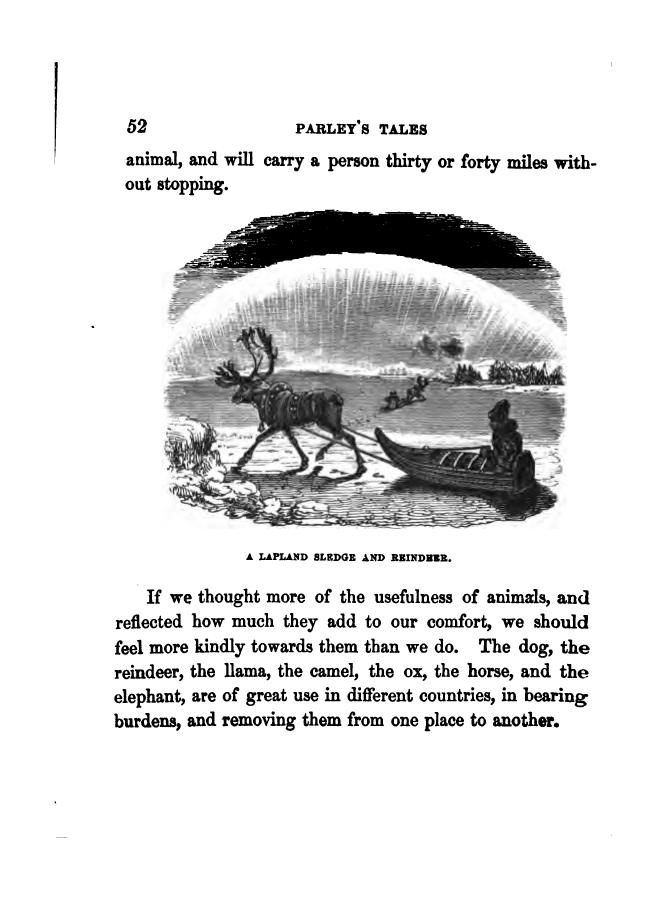 52 PARLEY'S TALES
animal, and will carry a person thirty or forty miles with-
out stopping.
A LAPLAND SLEDGE AND REINDEER.
If we thought more of the usefulness of animals, and
reflected how much they add to our comfort, we should
feel more kindly towards them than we do. The dog, the
reindeer, the llama, the camel, the ox, the horse, and the
elephant, are of great use in different countries, in bearing
burdens, and removing them from one place to another.